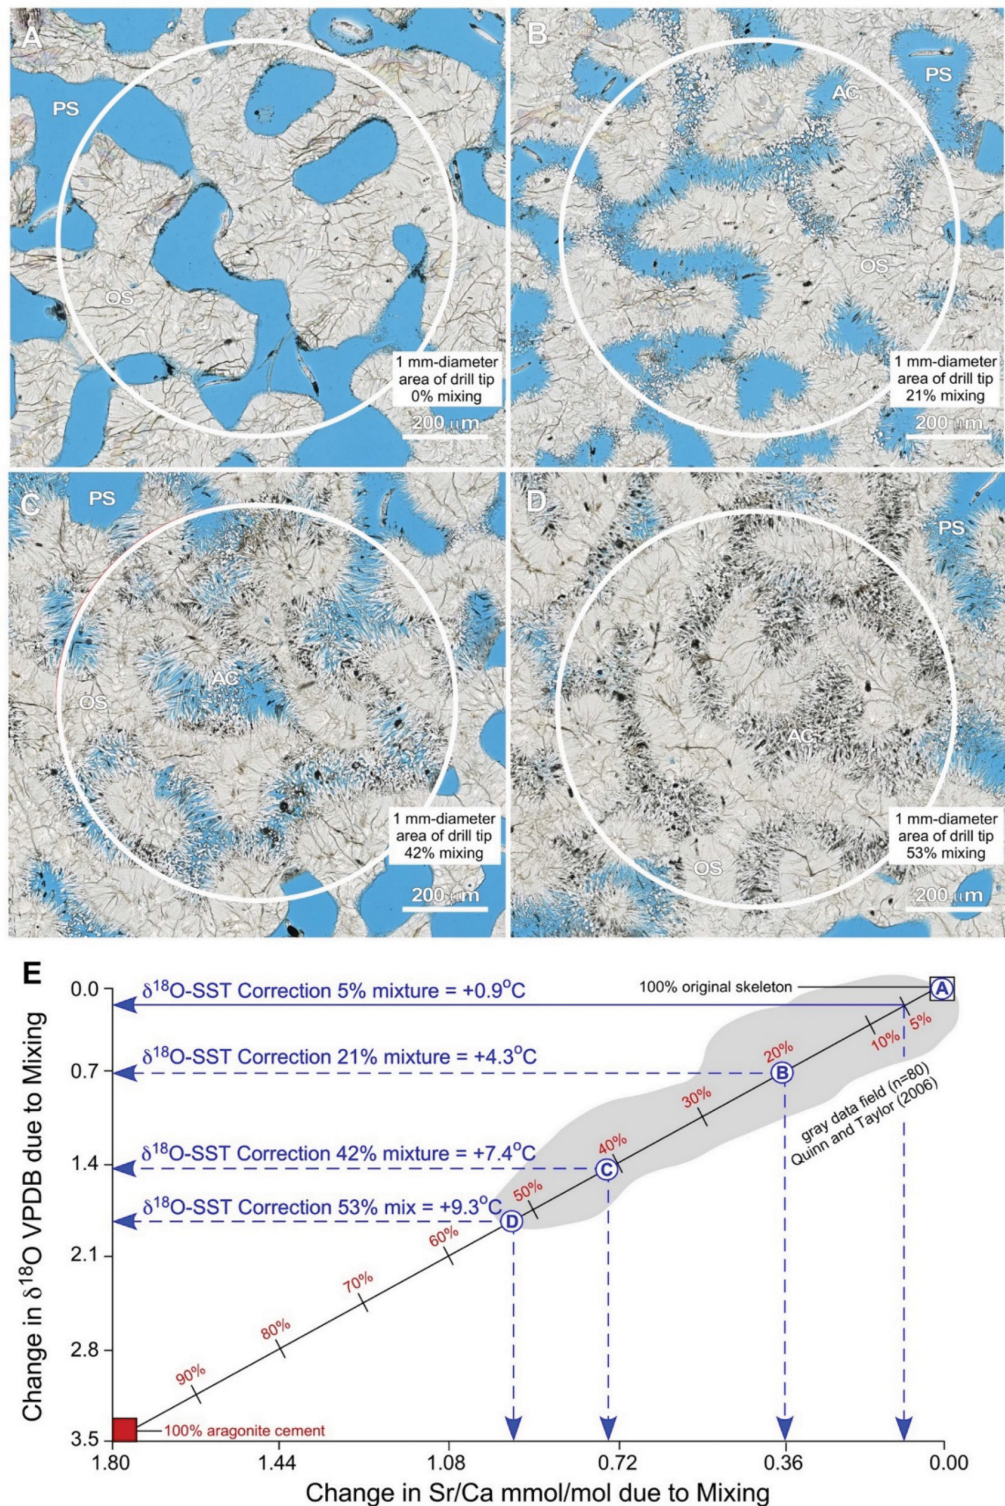 A
PS
OS
1 mm-diameter
area of drill tip
0% mixing
200 μm
B
PS
AC
OS
1 mm-diameter
area of drill tip
21% mixing
200 μm
C
PS
AC
OS
1 mm-diameter
area of drill tip
42% mixing
200 μm
D
PS
AC
OS
1 mm-diameter
area of drill tip
53% mixing
200 μm
E
0.0
0.7
1.4
2.1
2.8
3.5
Change in δ¹⁸O VPDB due to Mixing
δ¹⁸O-SST Correction 5% mixture = +0.9°C
δ¹⁸O-SST Correction 21% mixture = +4.3°C
δ¹⁸O-SST Correction 42% mixture = +7.4°C
δ¹⁸O-SST Correction 53% mix = +9.3°C
100% original skeleton
A
5%
10%
20%
B
30%
40%
C
50%
D
60%
70%
80%
90%
gray data field (n=80)
Quinn and Taylor (2006)
100% aragonite cement
1.80
1.44
1.08
0.72
0.36
0.00
Change in Sr/Ca mmol/mol due to Mixing